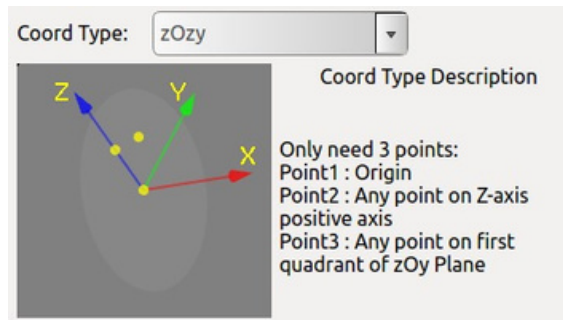 Coord Type: zOzy
Coord Type Description
Z Y
X
Only need 3 points:
Point1 : Origin
Point2 : Any point on Z-axis
positive axis
Point3 : Any point on first
quadrant of zOy Plane